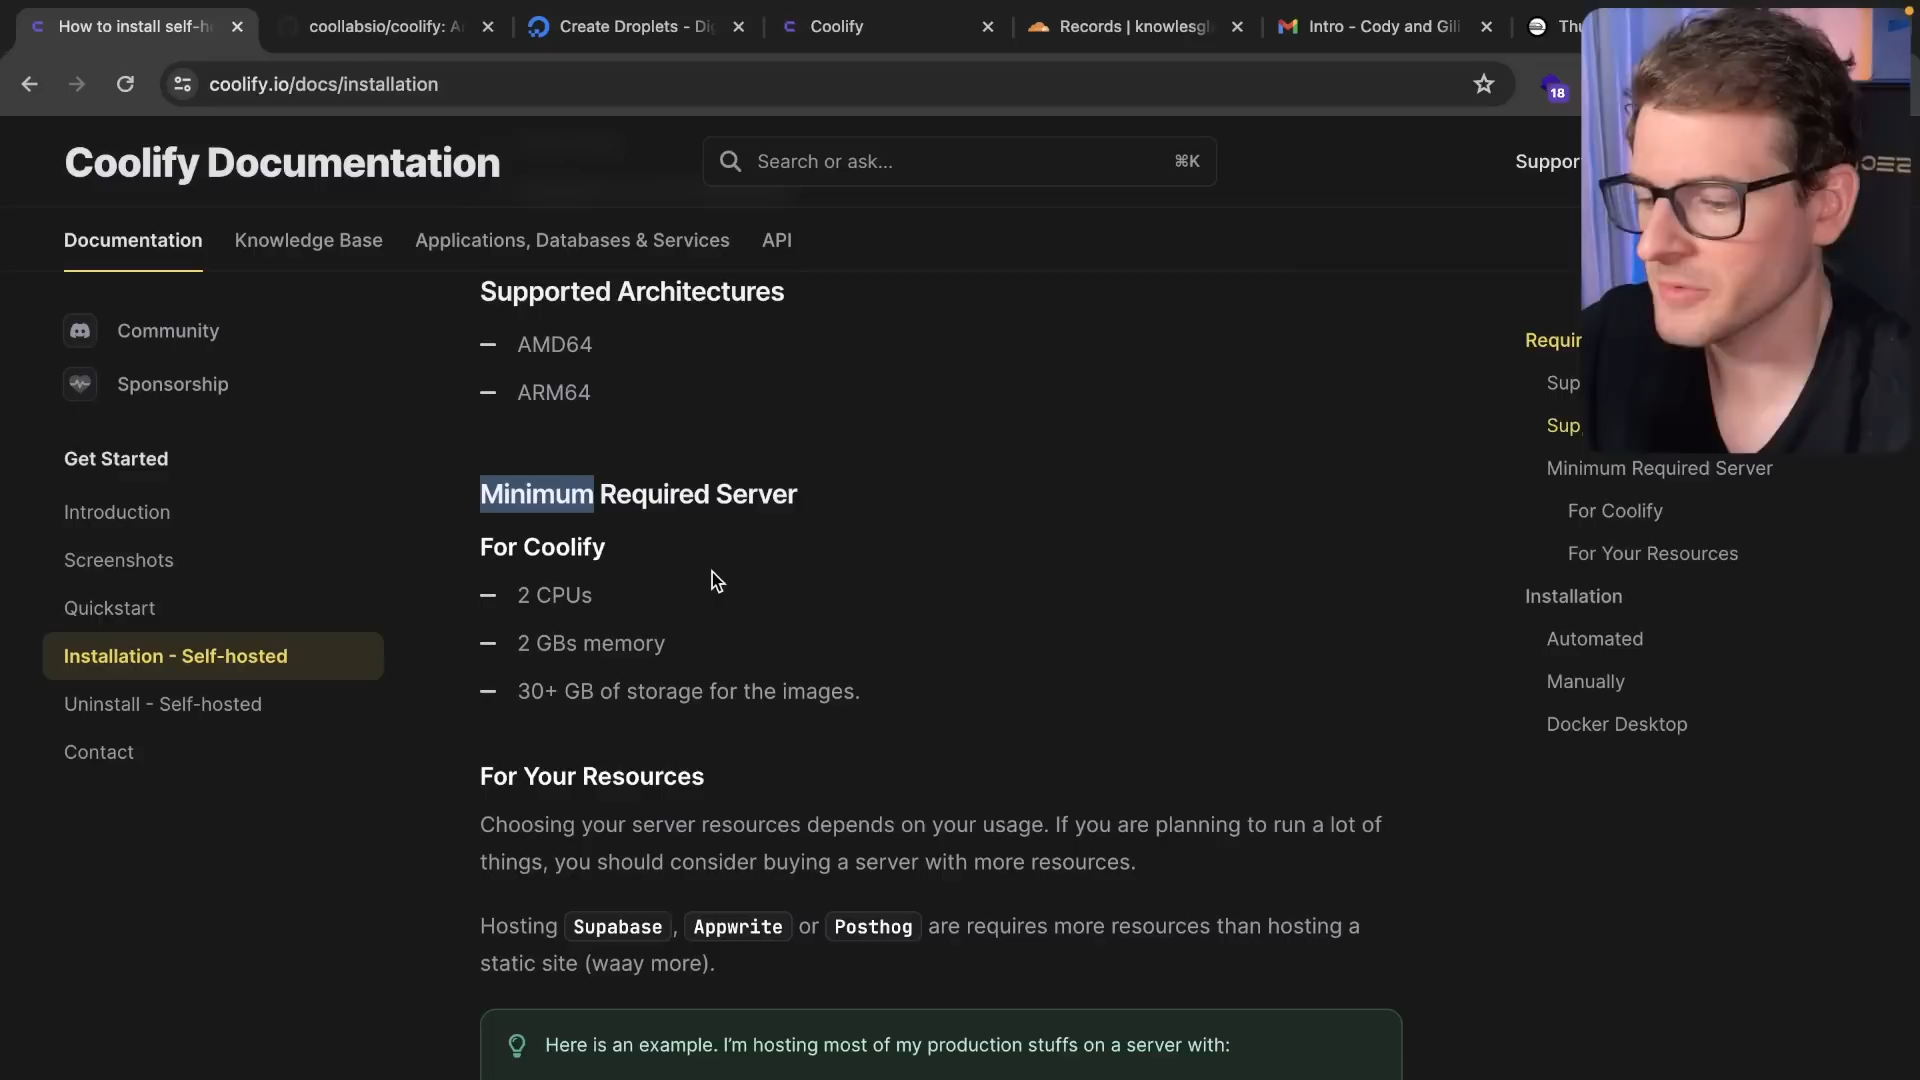 How to install self-h
coollabsio/coolify: A
Create Droplets - Di
Coolify
Records | knowlesgl
Intro - Cody and Gili
coolify.io/docs/installation
18
Coolify Documentation
Search or ask...
⌘K
Suppor
Documentation
Knowledge Base
Applications, Databases & Services
API
Community
Sponsorship
Get Started
Introduction
Screenshots
Quickstart
Installation - Self-hosted
Uninstall - Self-hosted
Contact
Supported Architectures
– AMD64
– ARM64
Minimum Required Server
For Coolify
– 2 CPUs
– 2 GBs memory
– 30+ GB of storage for the images.
For Your Resources
Choosing your server resources depends on your usage. If you are planning to run a lot of
things, you should consider buying a server with more resources.
Hosting Supabase, Appwrite or Posthog are requires more resources than hosting a
static site (waay more).
Here is an example. I'm hosting most of my production stuffs on a server with:
Requir
Sup
Sup
Minimum Required Server
For Coolify
For Your Resources
Installation
Automated
Manually
Docker Desktop